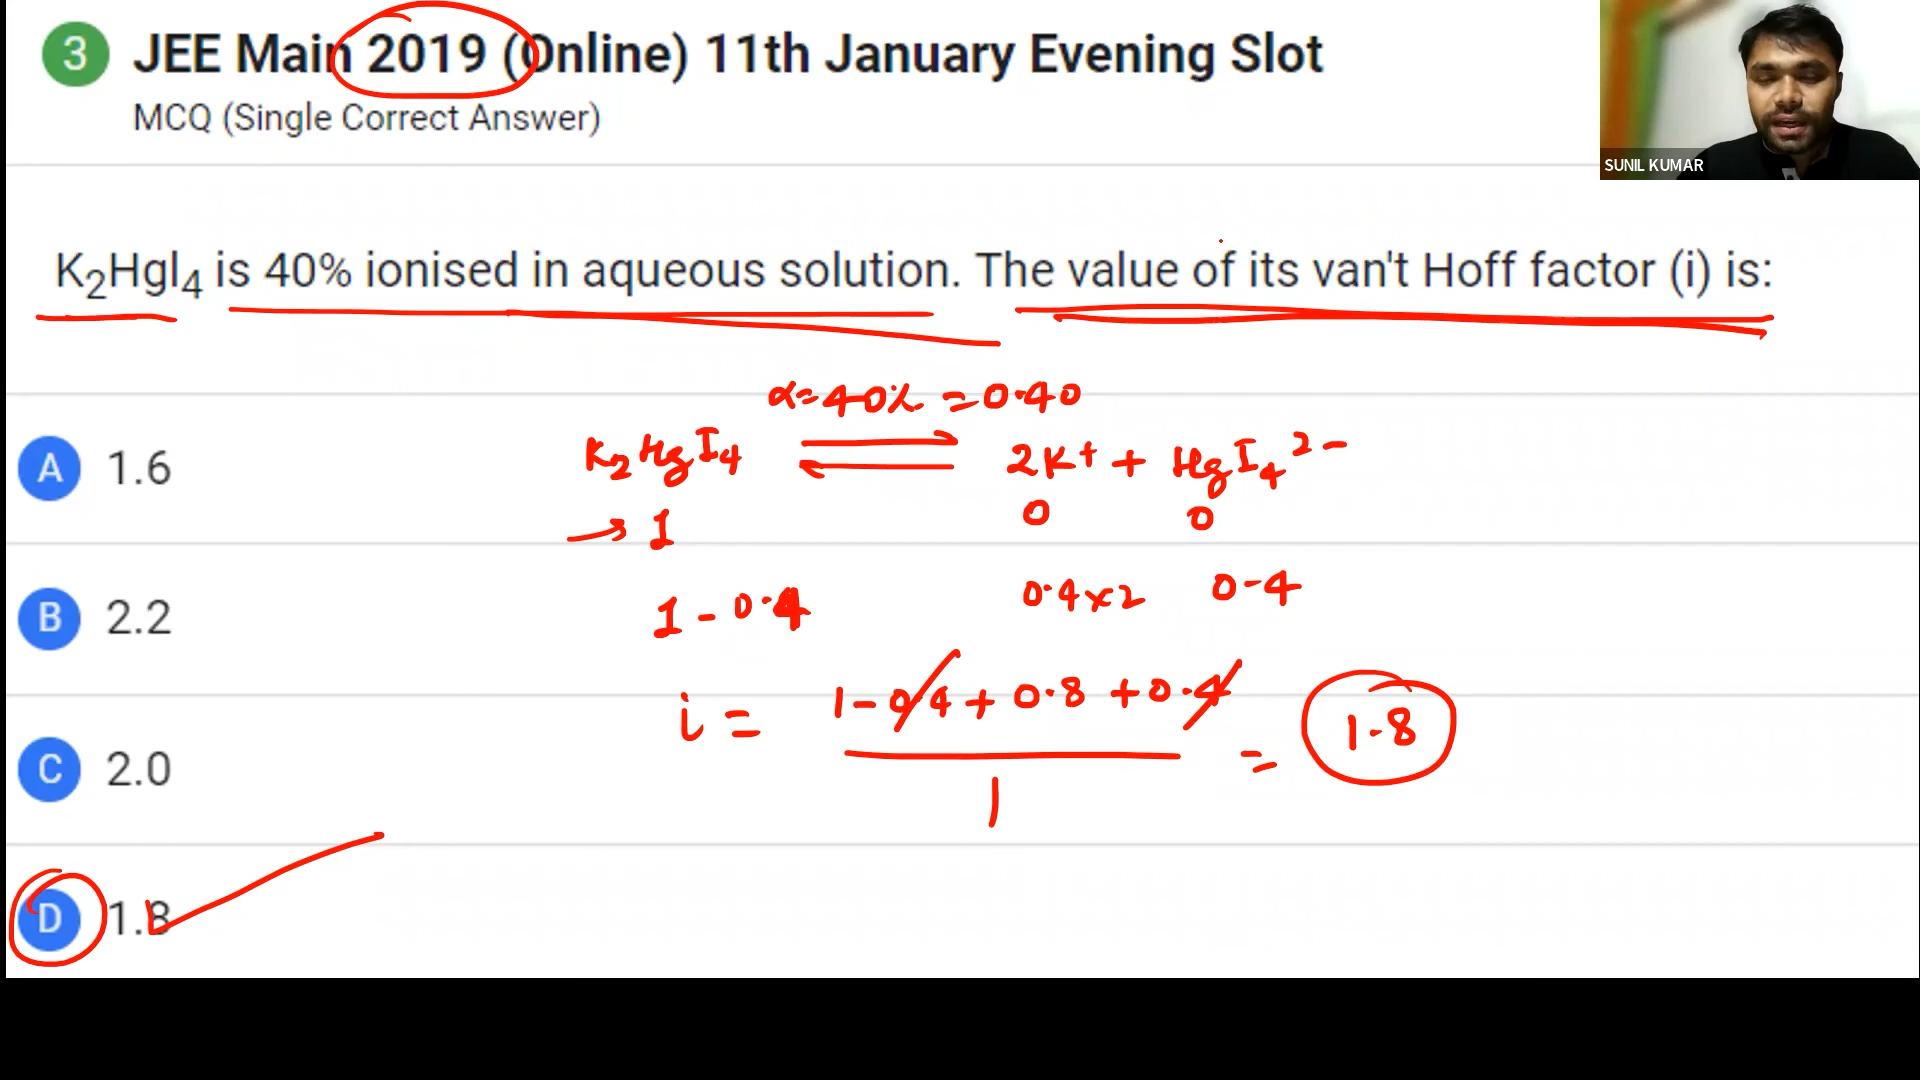 3 JEE Main 2019 (Online) 11th January Evening Slot
MCQ (Single Correct Answer)
SUNIL KUMAR
K₂HgI₄ is 40% ionised in aqueous solution. The value of its van't Hoff factor (i) is:
α = 40% = 0.40
K₂HgI₄ ⇌ 2K⁺ + HgI₄²⁻
A 1.6
→ 1 0 0
1 - 0.4 0.4×2 0-4
B 2.2
i = 1 - 0.4 + 0.8 + 0.4 / 1 = 1.8
C 2.0
D 1.8